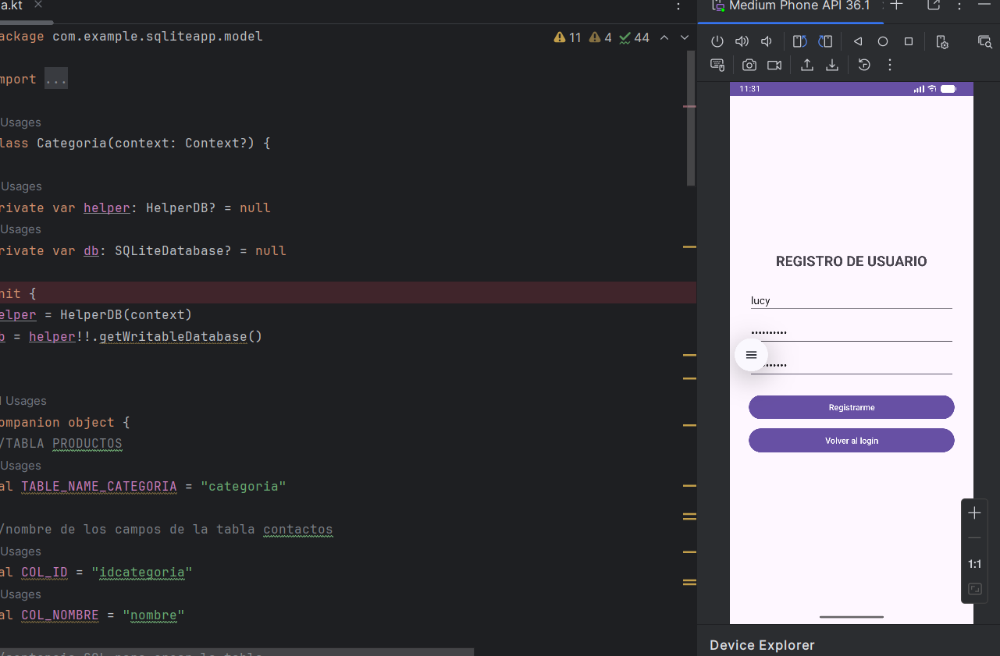 a.kt
ackage com.example.sqliteapp.model
11 4 44
mport ...
Usages
lass Categoria(context: Context?) {
Usages
rivate var helper: HelperDB? = null
Usages
rivate var db: SQLiteDatabase? = null
nit {
elper = HelperDB(context)
b = helper!!.getWritableDatabase()
Usages
ompanion object {
/TABLA PRODUCTOS
Usages
al TABLE_NAME_CATEGORIA = "categoria"
/nombre de los campos de la tabla contactos
Usages
al COL_ID = "idcategoria"
Usages
al COL_NOMBRE = "nombre"
Medium Phone API 36.1
11:31
REGISTRO DE USUARIO
lucy
Registrarme
Volver al login
1:1
Device Explorer